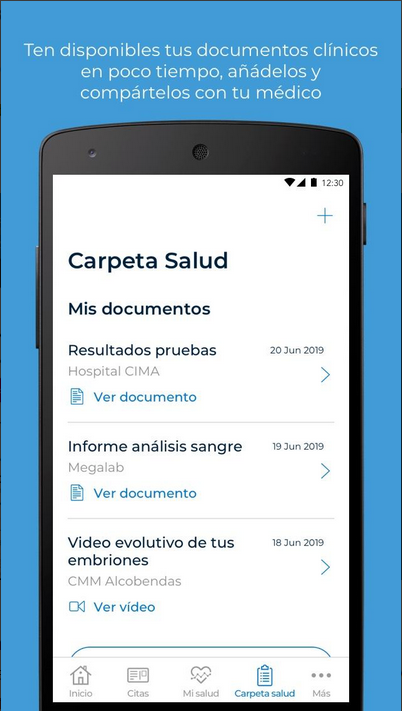 Ten disponibles tus documentos clínicos
en poco tiempo, añádelos y
compártelos con tu médico
12:30
+
Carpeta Salud
Mis documentos
Resultados pruebas
20 Jun 2019
Hospital CIMA
Ver documento
Informe análisis sangre
19 Jun 2019
Megalab
Ver documento
Video evolutivo de tus
embriones
18 Jun 2019
CMM Alcobendas
Ver vídeo
Inicio
Citas
Mi salud
Carpeta salud
Más